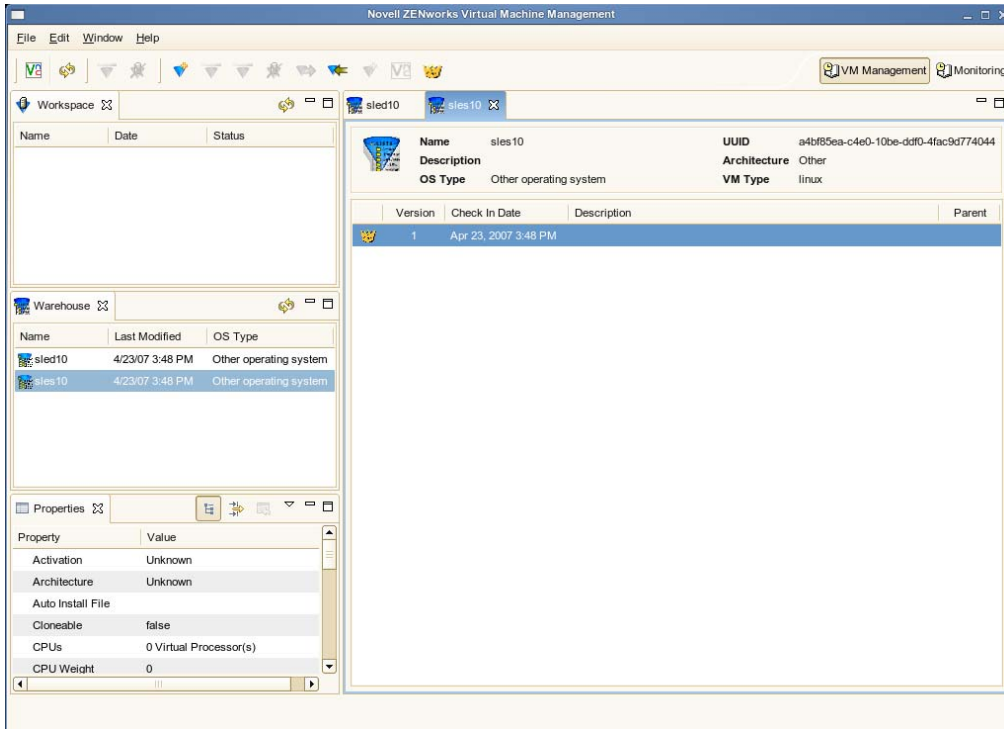 Novell ZENworks Virtual Machine Management
File Edit Window Help
VM Management Monitoring
Workspace
Name Date Status
Warehouse
Name Last Modified OS Type
sled10 4/23/07 3:48 PM Other operating system
sles10 4/23/07 3:48 PM Other operating system
Properties
Property Value
Activation Unknown
Architecture Unknown
Auto Install File
Cloneable false
CPUs 0 Virtual Processor(s)
CPU Weight 0
sled10 sles10
Name sles10 UUID a4bf85ea-c4e0-10be-ddf0-4fac9d774044
Description Architecture Other
OS Type Other operating system VM Type linux
Version Check In Date Description Parent
1 Apr 23, 2007 3:48 PM